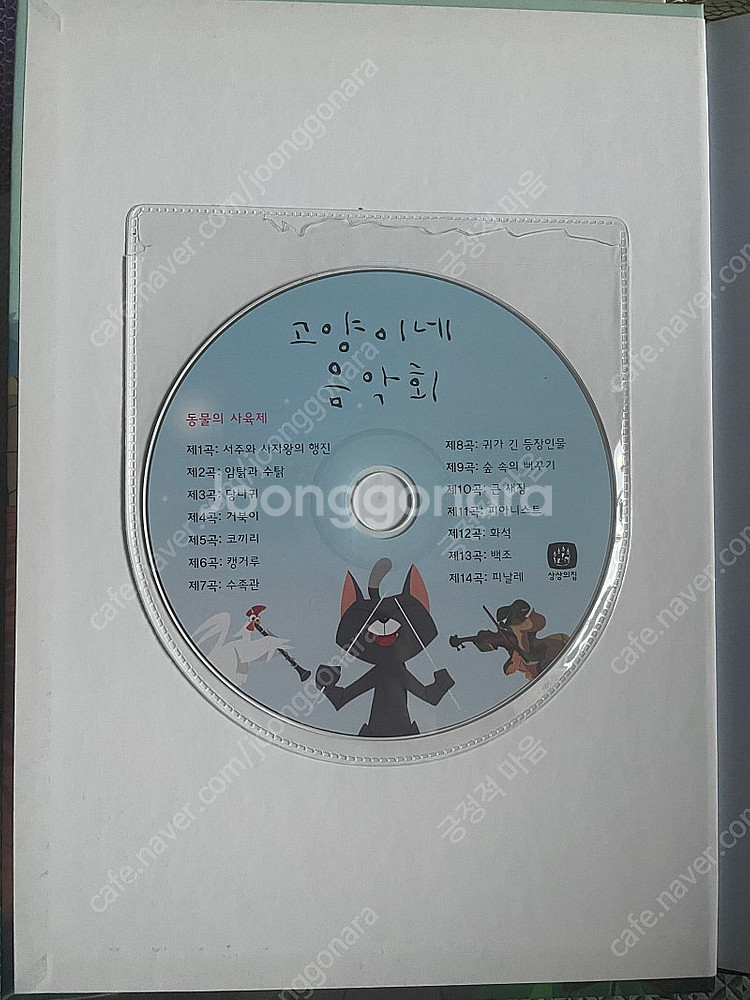 고양이네
음악회
동물의 사육제
제1곡: 서주와 사자왕의 행진
제2곡: 암탉과 수탉
제3곡: 당나귀
제4곡: 거북이
제5곡: 코끼리
제6곡: 캥거루
제7곡: 수족관
제8곡: 귀가 긴 등장인물
제9곡: 숲 속의 뻐꾸기
제10곡: 큰 새장
제11곡: 피아니스트
제12곡: 화석
제13곡: 백조
제14곡: 피날레
상상의집
Joonggonara
cafe.naver.com/joonggonara
긍정적 마음